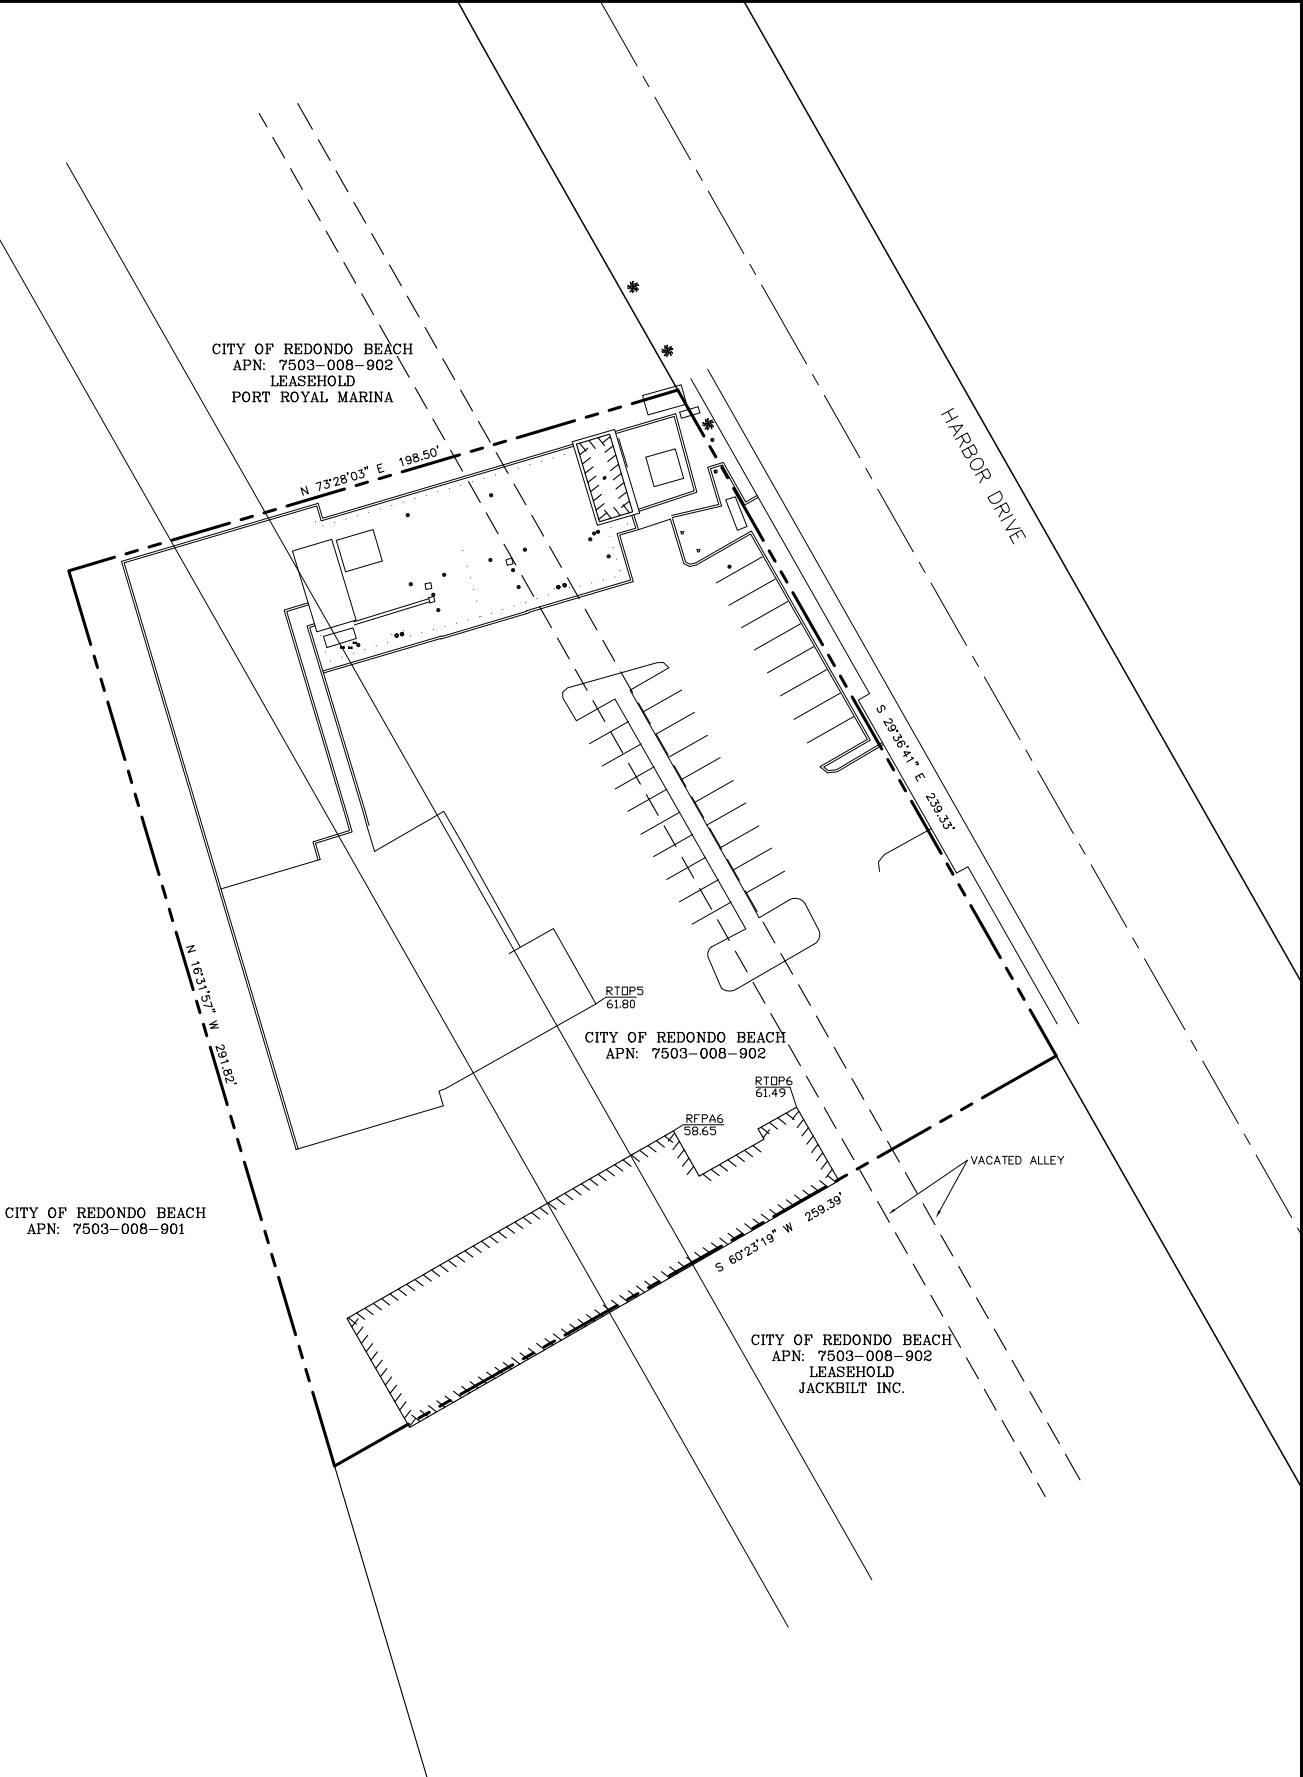 CITY OF REDONDO BEACH
APN: 7503-008-902
LEASEHOLD
PORT ROYAL MARINA
HARBOR DRIVE
N 73°28'03" E 198.50'
S 29°36'41" E 239.33'
N 16°31'57" W 291.82'
RTOP5
61.80
CITY OF REDONDO BEACH
APN: 7503-008-902
RTOP6
61.49
RFPA6
58.65
VACATED ALLEY
CITY OF REDONDO BEACH
APN: 7503-008-901
S 60°23'19" W 259.39'
CITY OF REDONDO BEACH
APN: 7503-008-902
LEASEHOLD
JACKBILT INC.